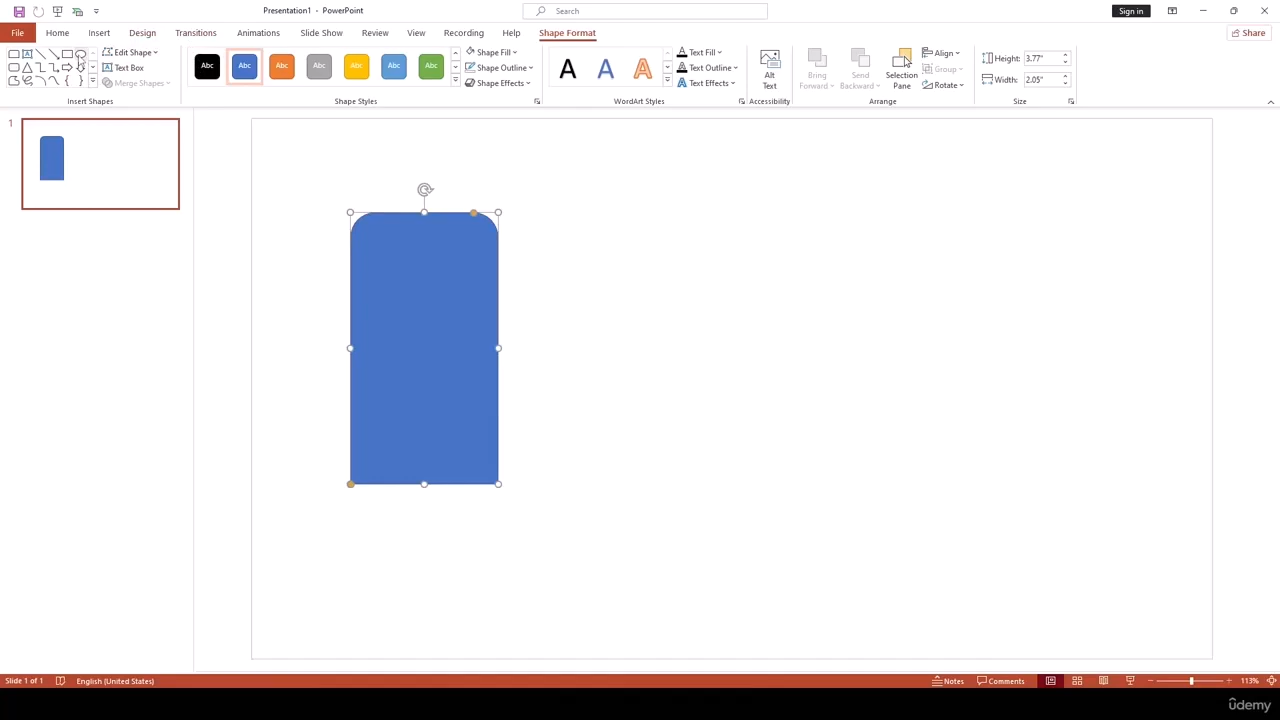 Presentation1 - PowerPoint
Search
Sign in
File Home Insert Design Transitions Animations Slide Show Review View Recording Help Shape Format
Share
Edit Shape
Text Box
Merge Shapes
Insert Shapes
Abc Abc Abc Abc Abc Abc Abc
Shape Fill
Shape Outline
Shape Effects
Shape Styles
A A A
Text Fill
Text Outline
Text Effects
WordArt Styles
Alt
Text
Accessibility
Bring
Forward
Send
Backward
Selection
Pane
Align
Group
Rotate
Arrange
Height: 3.77"
Width: 2.05"
Size
1
Slide 1 of 1
English (United States)
Notes
Comments
113%
ûdemy